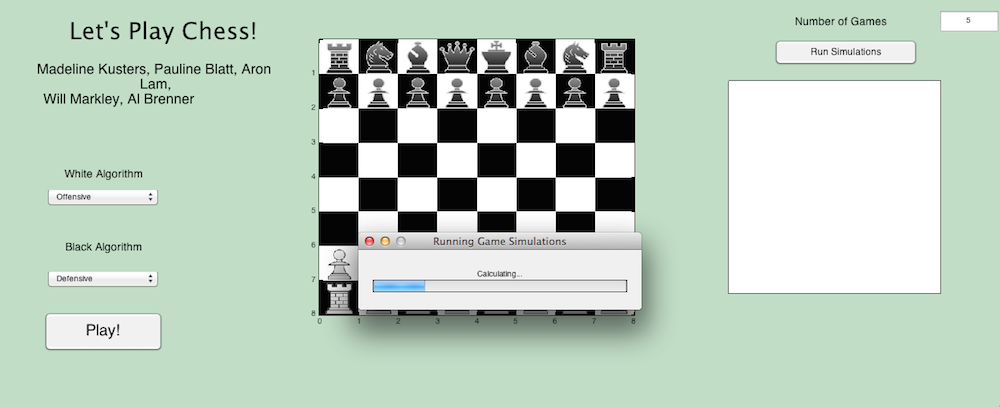 Let's Play Chess!
Madeline Kusters, Pauline Blatt, Aron
Lam,
Will Markley, Al Brenner
White Algorithm
Offensive
Black Algorithm
Defensive
Play!
1
2
3
4
5
6
7
8
0
1
2
3
4
5
6
7
8
Running Game Simulations
Calculating...
Number of Games
5
Run Simulations